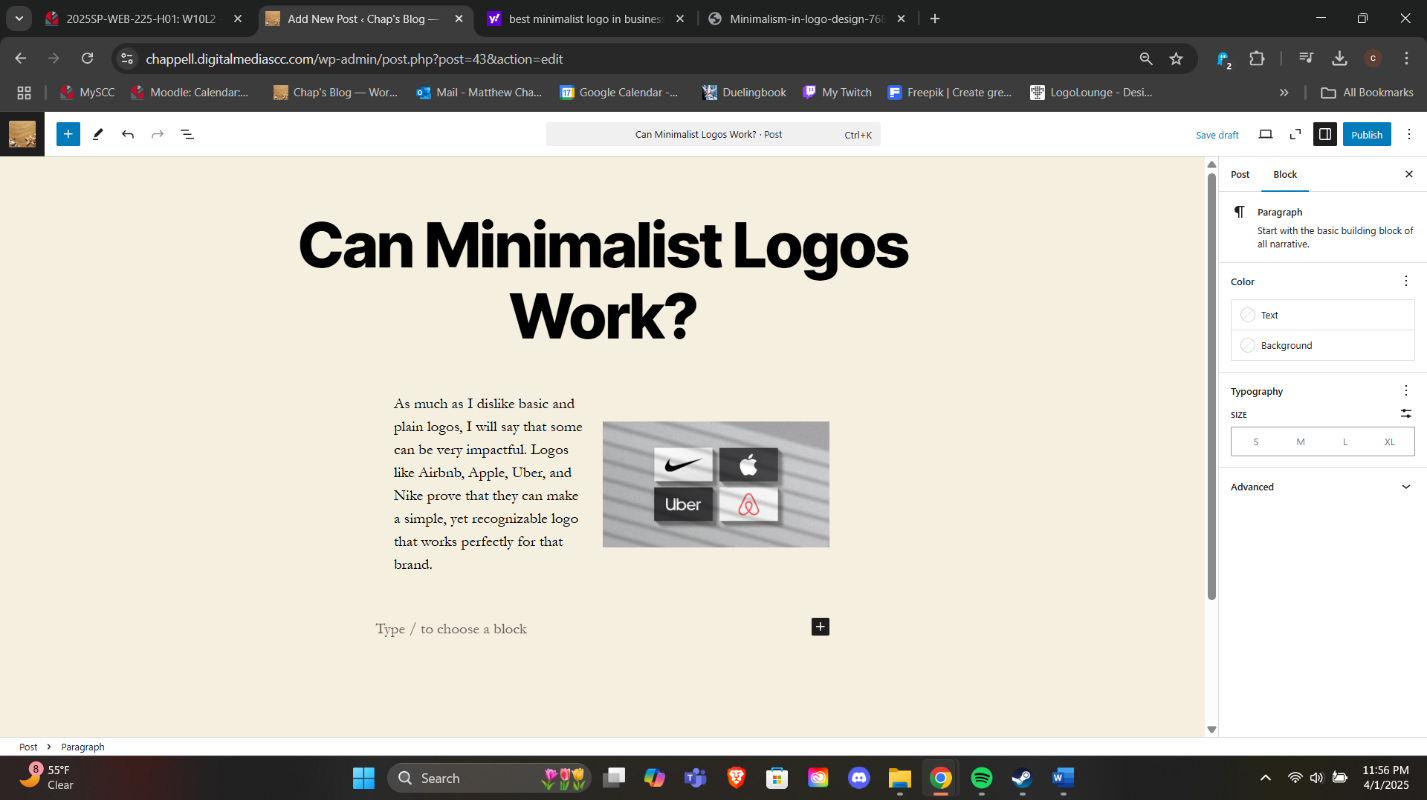 2025SP-WEB-225-H01: W10L2
Add New Post ‹ Chap's Blog —
best minimalist logo in business
Minimalism-in-logo-design-768
chappell.digitalmediascc.com/wp-admin/post.php?post=43&action=edit
2
c
MySCC
Moodle: Calendar:...
Chap's Blog — Wor...
Mail - Matthew Cha...
Google Calendar -...
Duelingbook
My Twitch
Freepik | Create gre...
LogoLounge - Desi...
All Bookmarks
Can Minimalist Logos Work? · Post
Ctrl+K
Save draft
Publish
Post
Block
Paragraph
Start with the basic building block of
all narrative.
Color
Text
Background
Typography
SIZE
S M L XL
Advanced
Can Minimalist Logos
Work?
As much as I dislike basic and
plain logos, I will say that some
can be very impactful. Logos
like Airbnb, Apple, Uber, and
Nike prove that they can make
a simple, yet recognizable logo
that works perfectly for that
brand.
Uber
Type / to choose a block
Post › Paragraph
8
55°F
Clear
Search
11:56 PM
4/1/2025